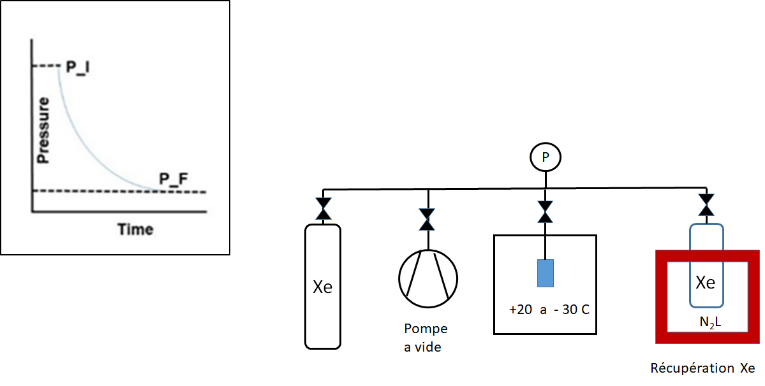 P_I
Pressure
P_F
Time
P
Xe
Pompe
a vide
+20 a - 30 C
Xe
N₂L
Récupération Xe